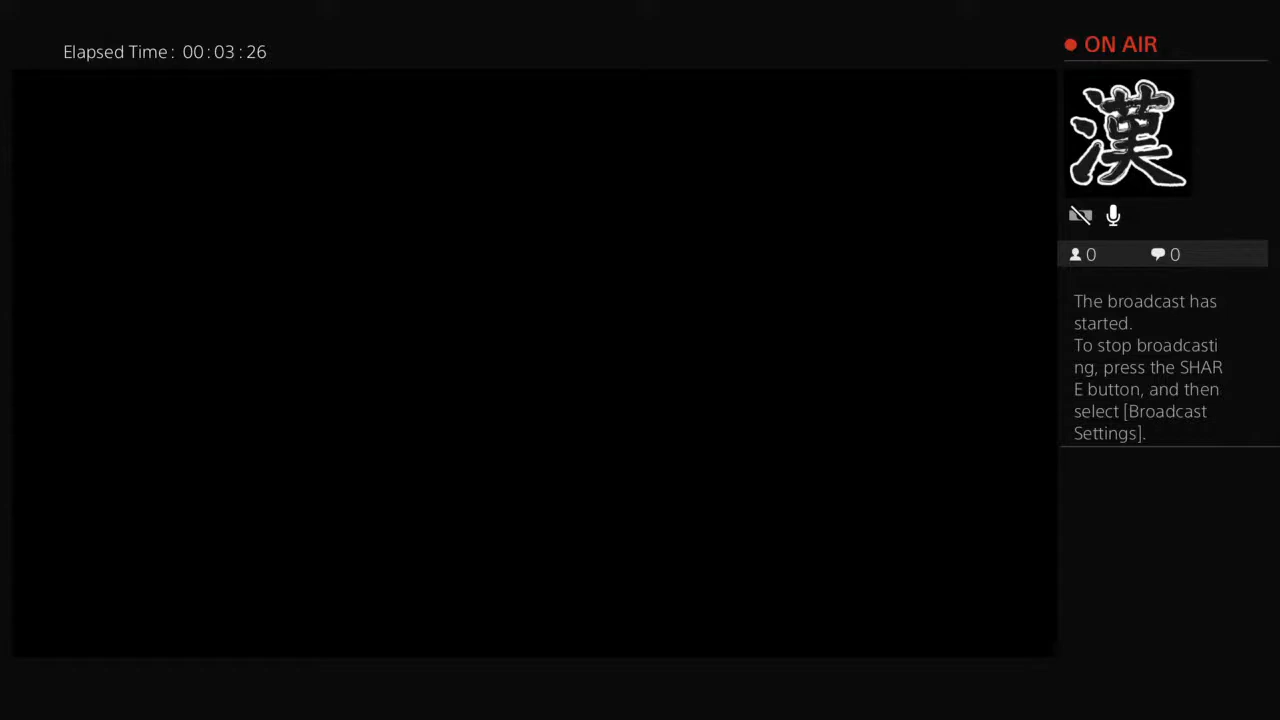 Elapsed Time: 00:03:26
ON AIR
漢
0
0
The broadcast has
started.
To stop broadcasti
ng, press the SHAR
E button, and then
select [Broadcast
Settings].